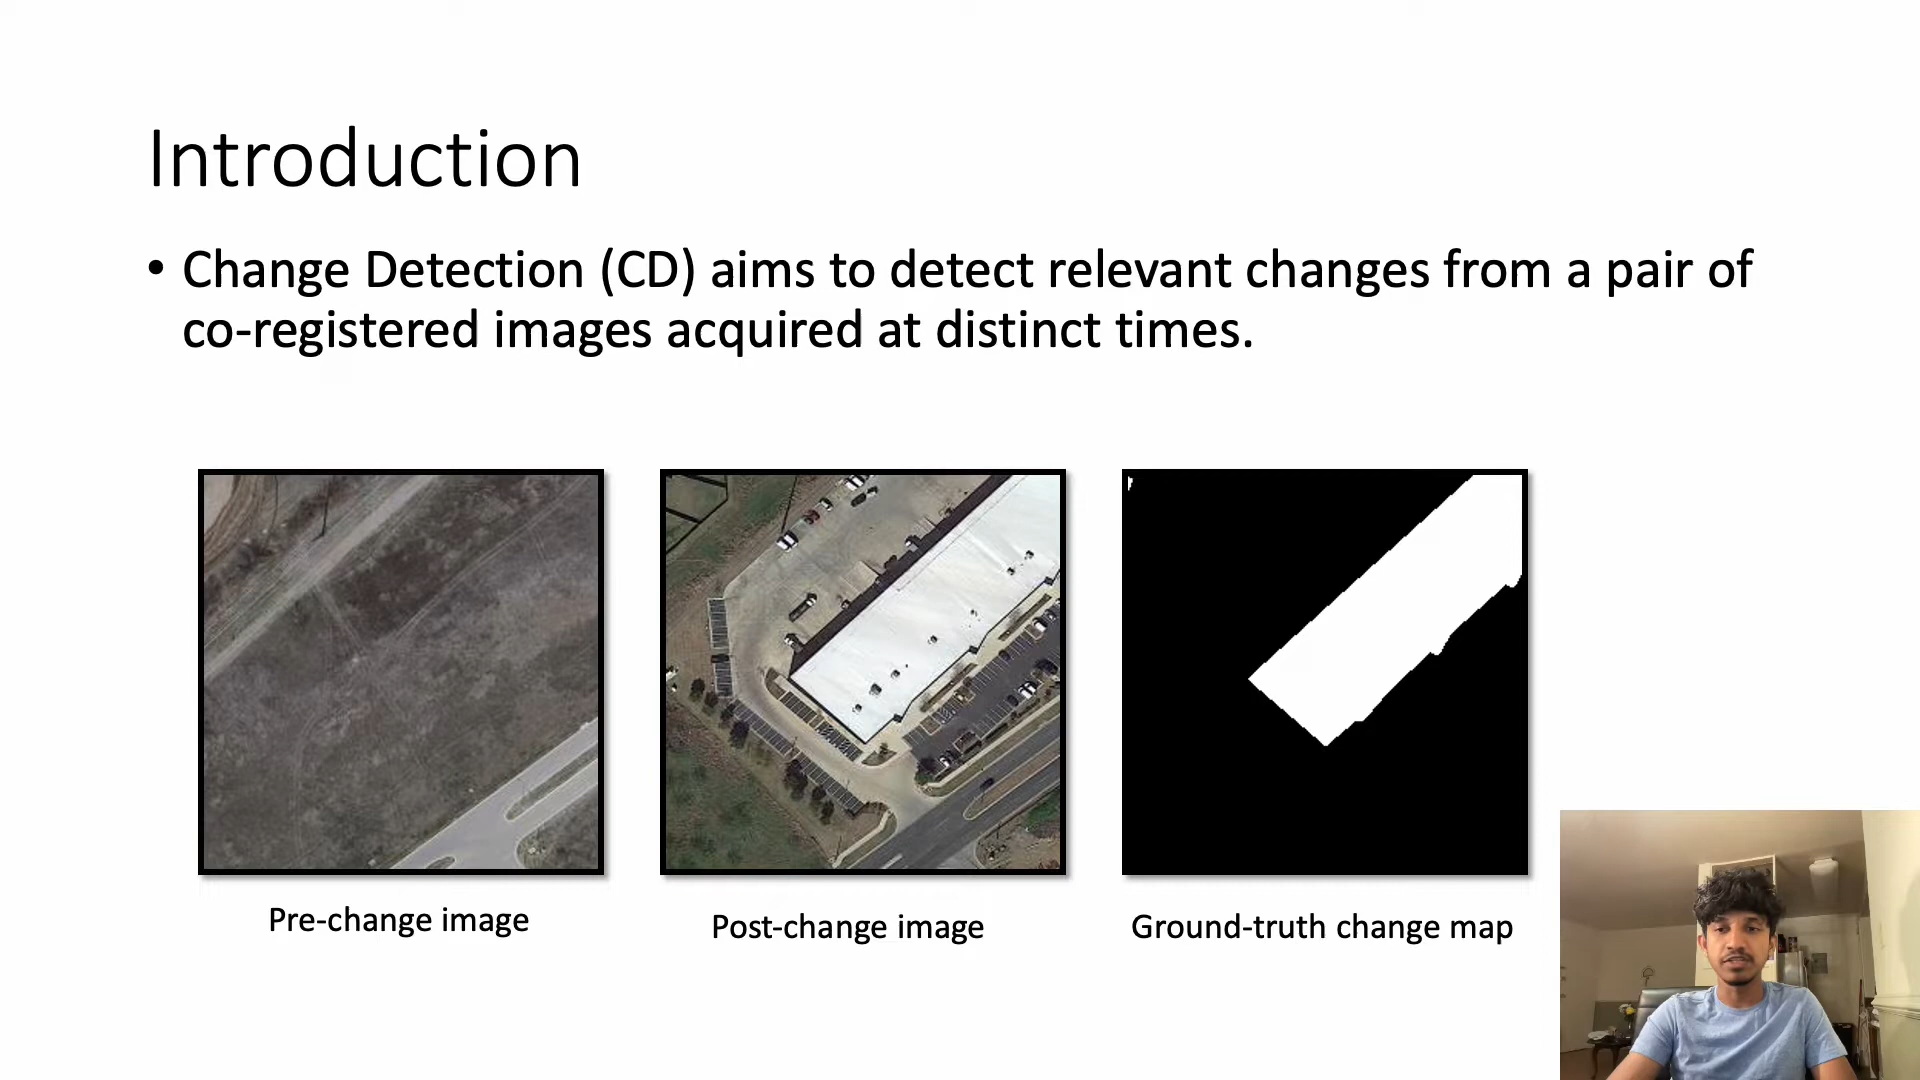 Introduction
• Change Detection (CD) aims to detect relevant changes from a pair of
co-registered images acquired at distinct times.
Pre-change image
Post-change image
Ground-truth change map